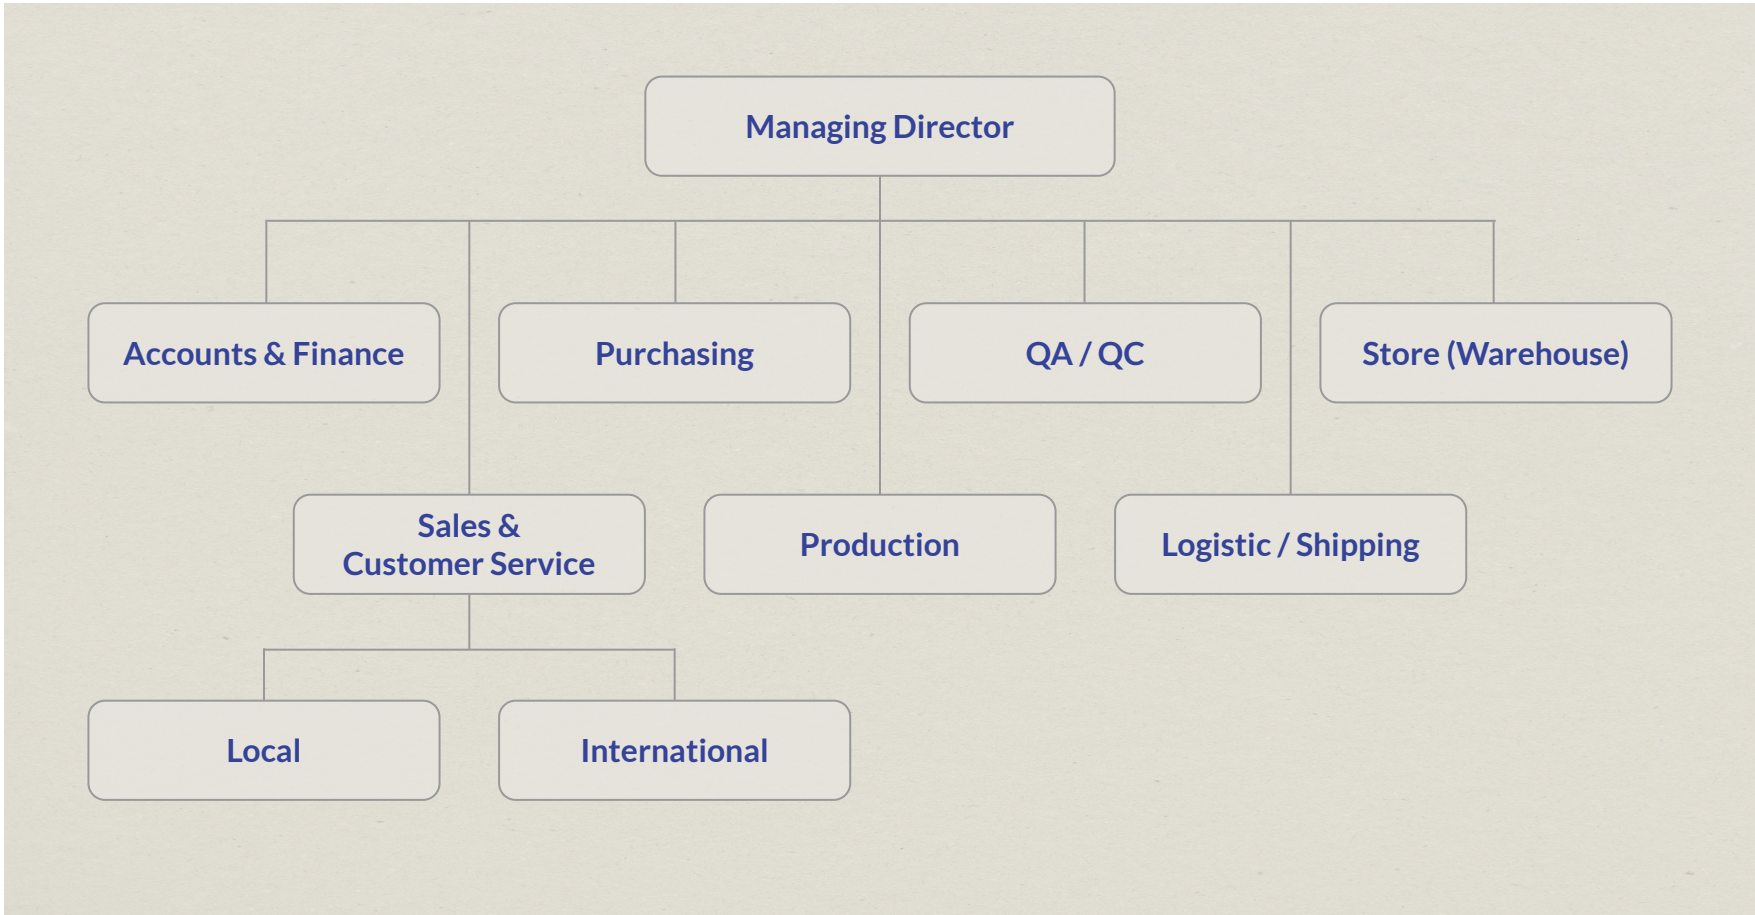 Managing Director
Accounts & Finance
Purchasing
QA / QC
Store (Warehouse)
Sales &
Customer Service
Production
Logistic / Shipping
Local
International